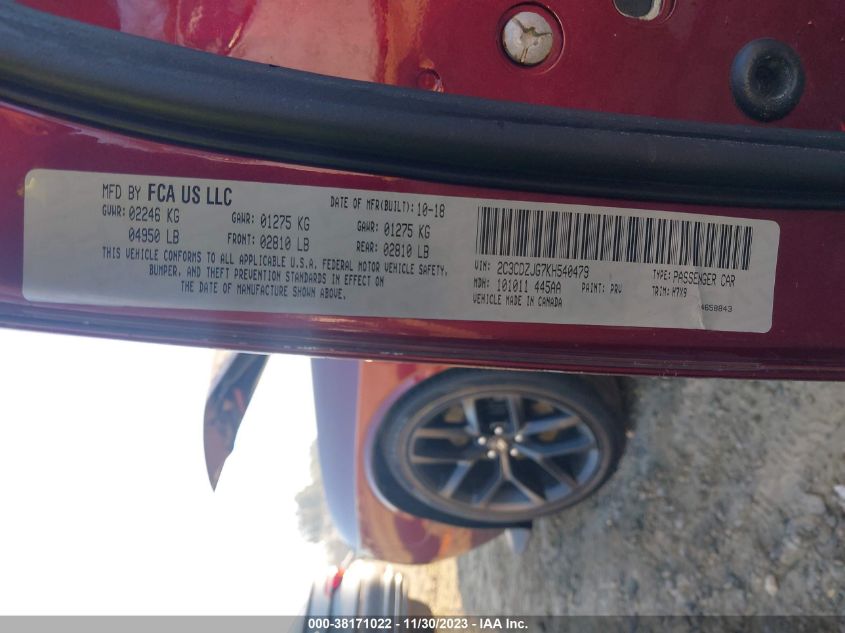 MFD BY FCA US LLC
DATE OF MFR(BUILT): 10-18
GVWR: 02246 KG
GAWR: 01275 KG
GAWR: 01275 KG
04950 LB
FRONT: 02810 LB
REAR: 02810 LB
THIS VEHICLE CONFORMS TO ALL APPLICABLE U.S.A. FEDERAL MOTOR VEHICLE SAFETY,
BUMPER, AND THEFT PREVENTION STANDARDS IN EFFECT ON
THE DATE OF MANUFACTURE SHOWN ABOVE.
VIN: 2C3CDZJG7KH540479
TYPE: PASSENGER CAR
MDH: 101011 445AA
PAINT: PRV
TRIM: M7X9
VEHICLE MADE IN CANADA
4658843
000-38171022 - 11/30/2023 - IAA Inc.